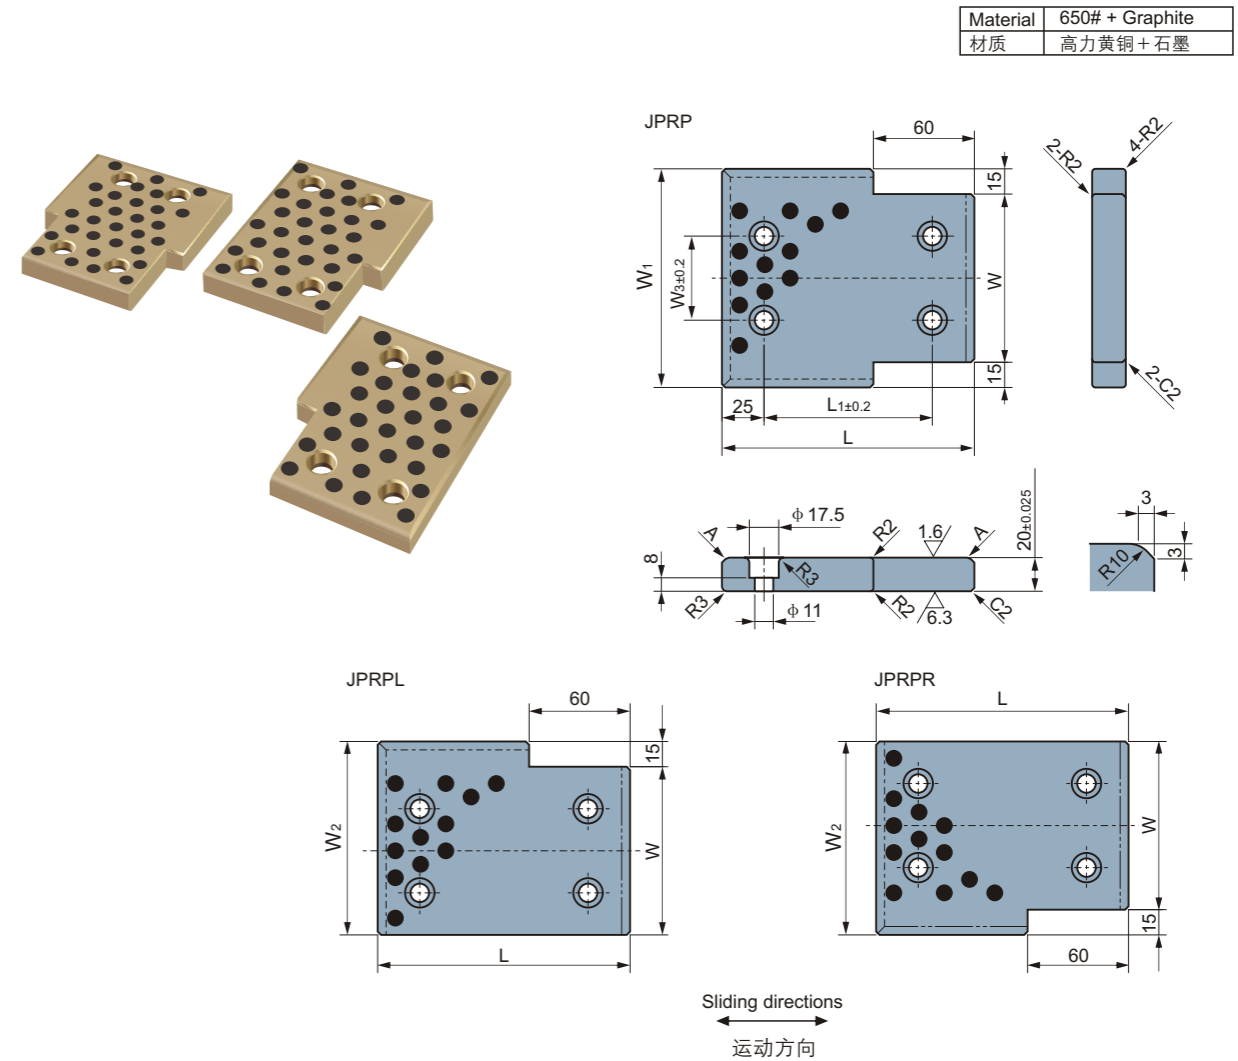 Material 650# + Graphite
材质 高力黄铜＋石墨
JPRP
60
15
W1
W3±0.2
W
15
25
L1±0.2
L
2-R2
4-R2
2-C2
A
φ 17.5
R2
1.6
A
20±0.025
8
R3
R3
φ 11
R2
6.3
C2
3
3
R10
JPRPL
60
15
W2
W
L
JPRPR
L
W2
W
15
60
Sliding directions
运动方向